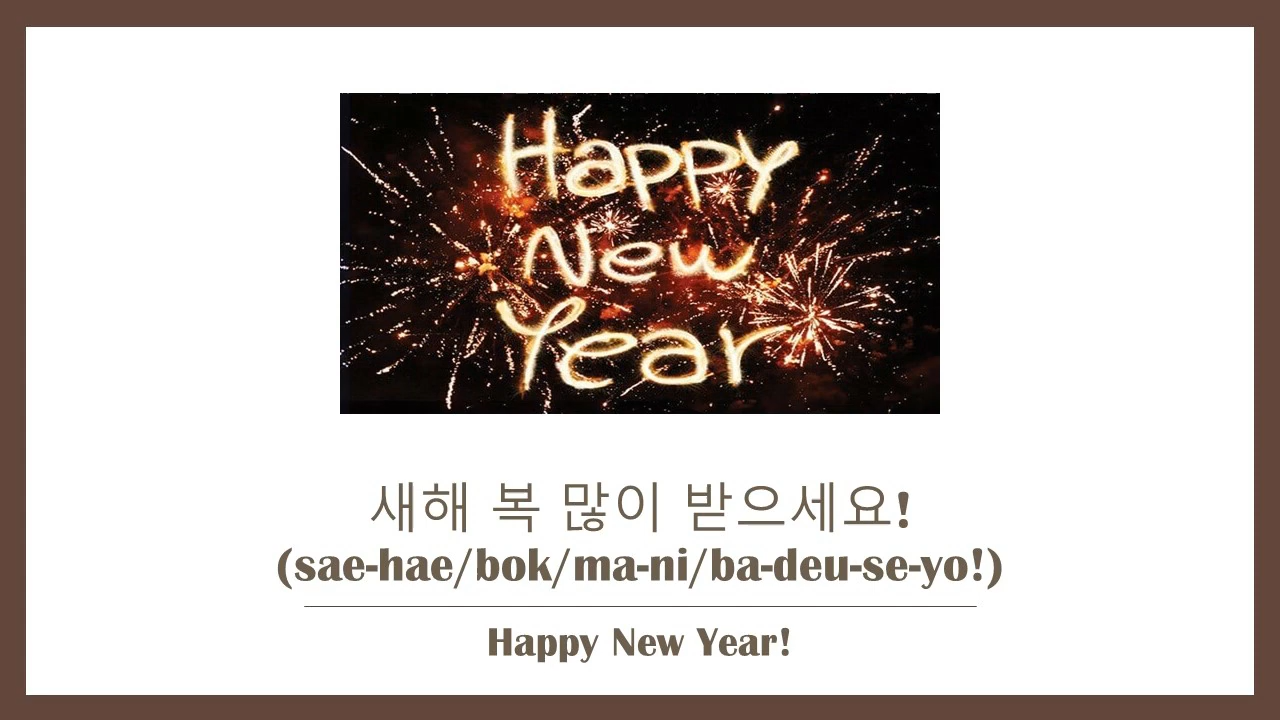 Happy
New
Year
새해 복 많이 받으세요!
(sae-hae/bok/ma-ni/ba-deu-se-yo!)
Happy New Year!